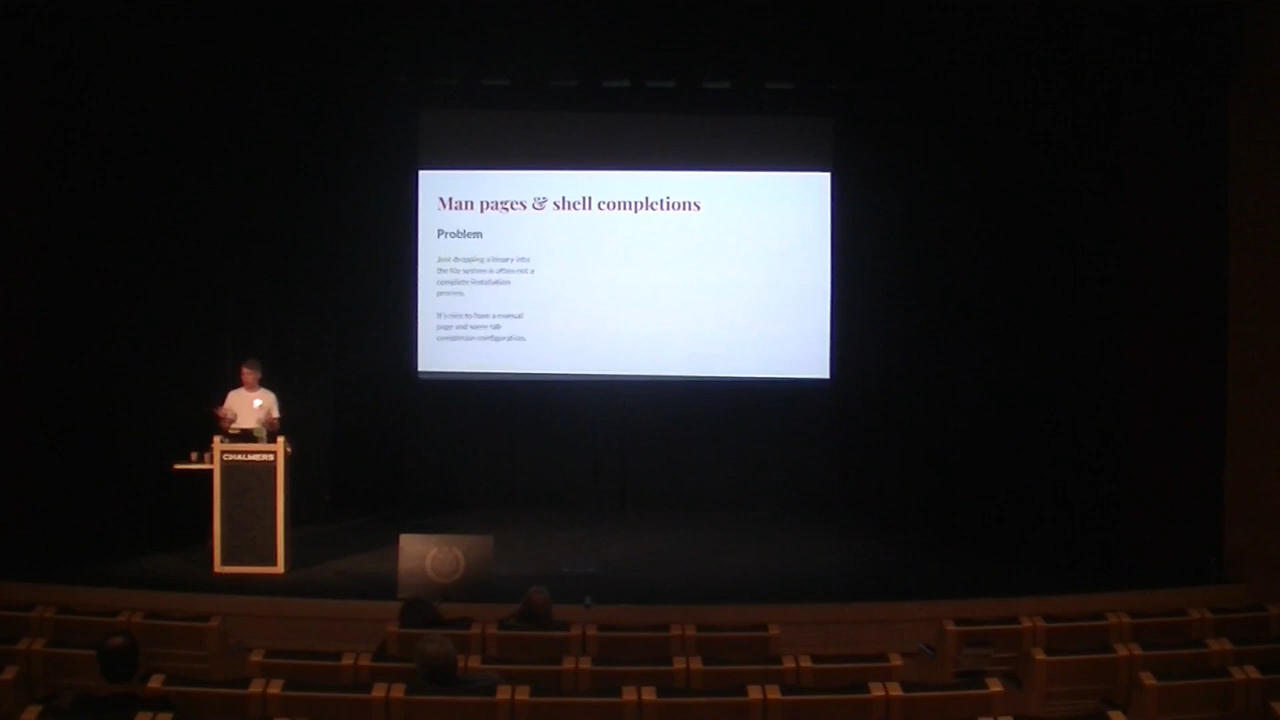 Man pages & shell completions
Problem
Just dropping a binary into
the file system is often not a
complete installation
process.
It's nice to have a manual
page and some tab
completion configuration.
CHALMERS